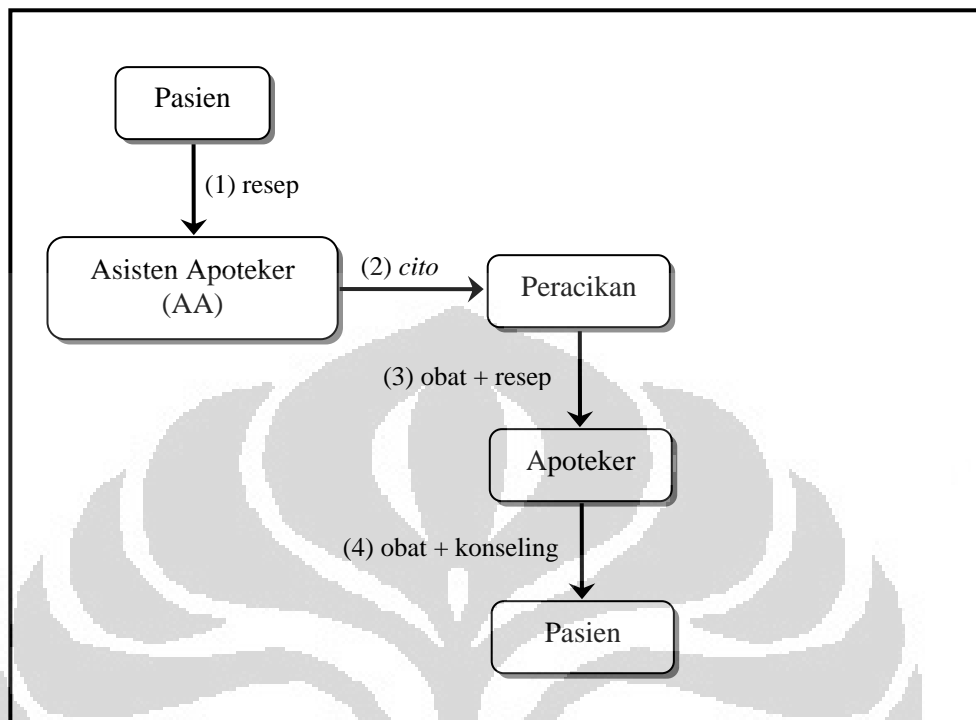 Pasien
(1) resep
Asisten Apoteker
(AA)
(2) cito
Peracikan
(3) obat + resep
Apoteker
(4) obat + konseling
Pasien